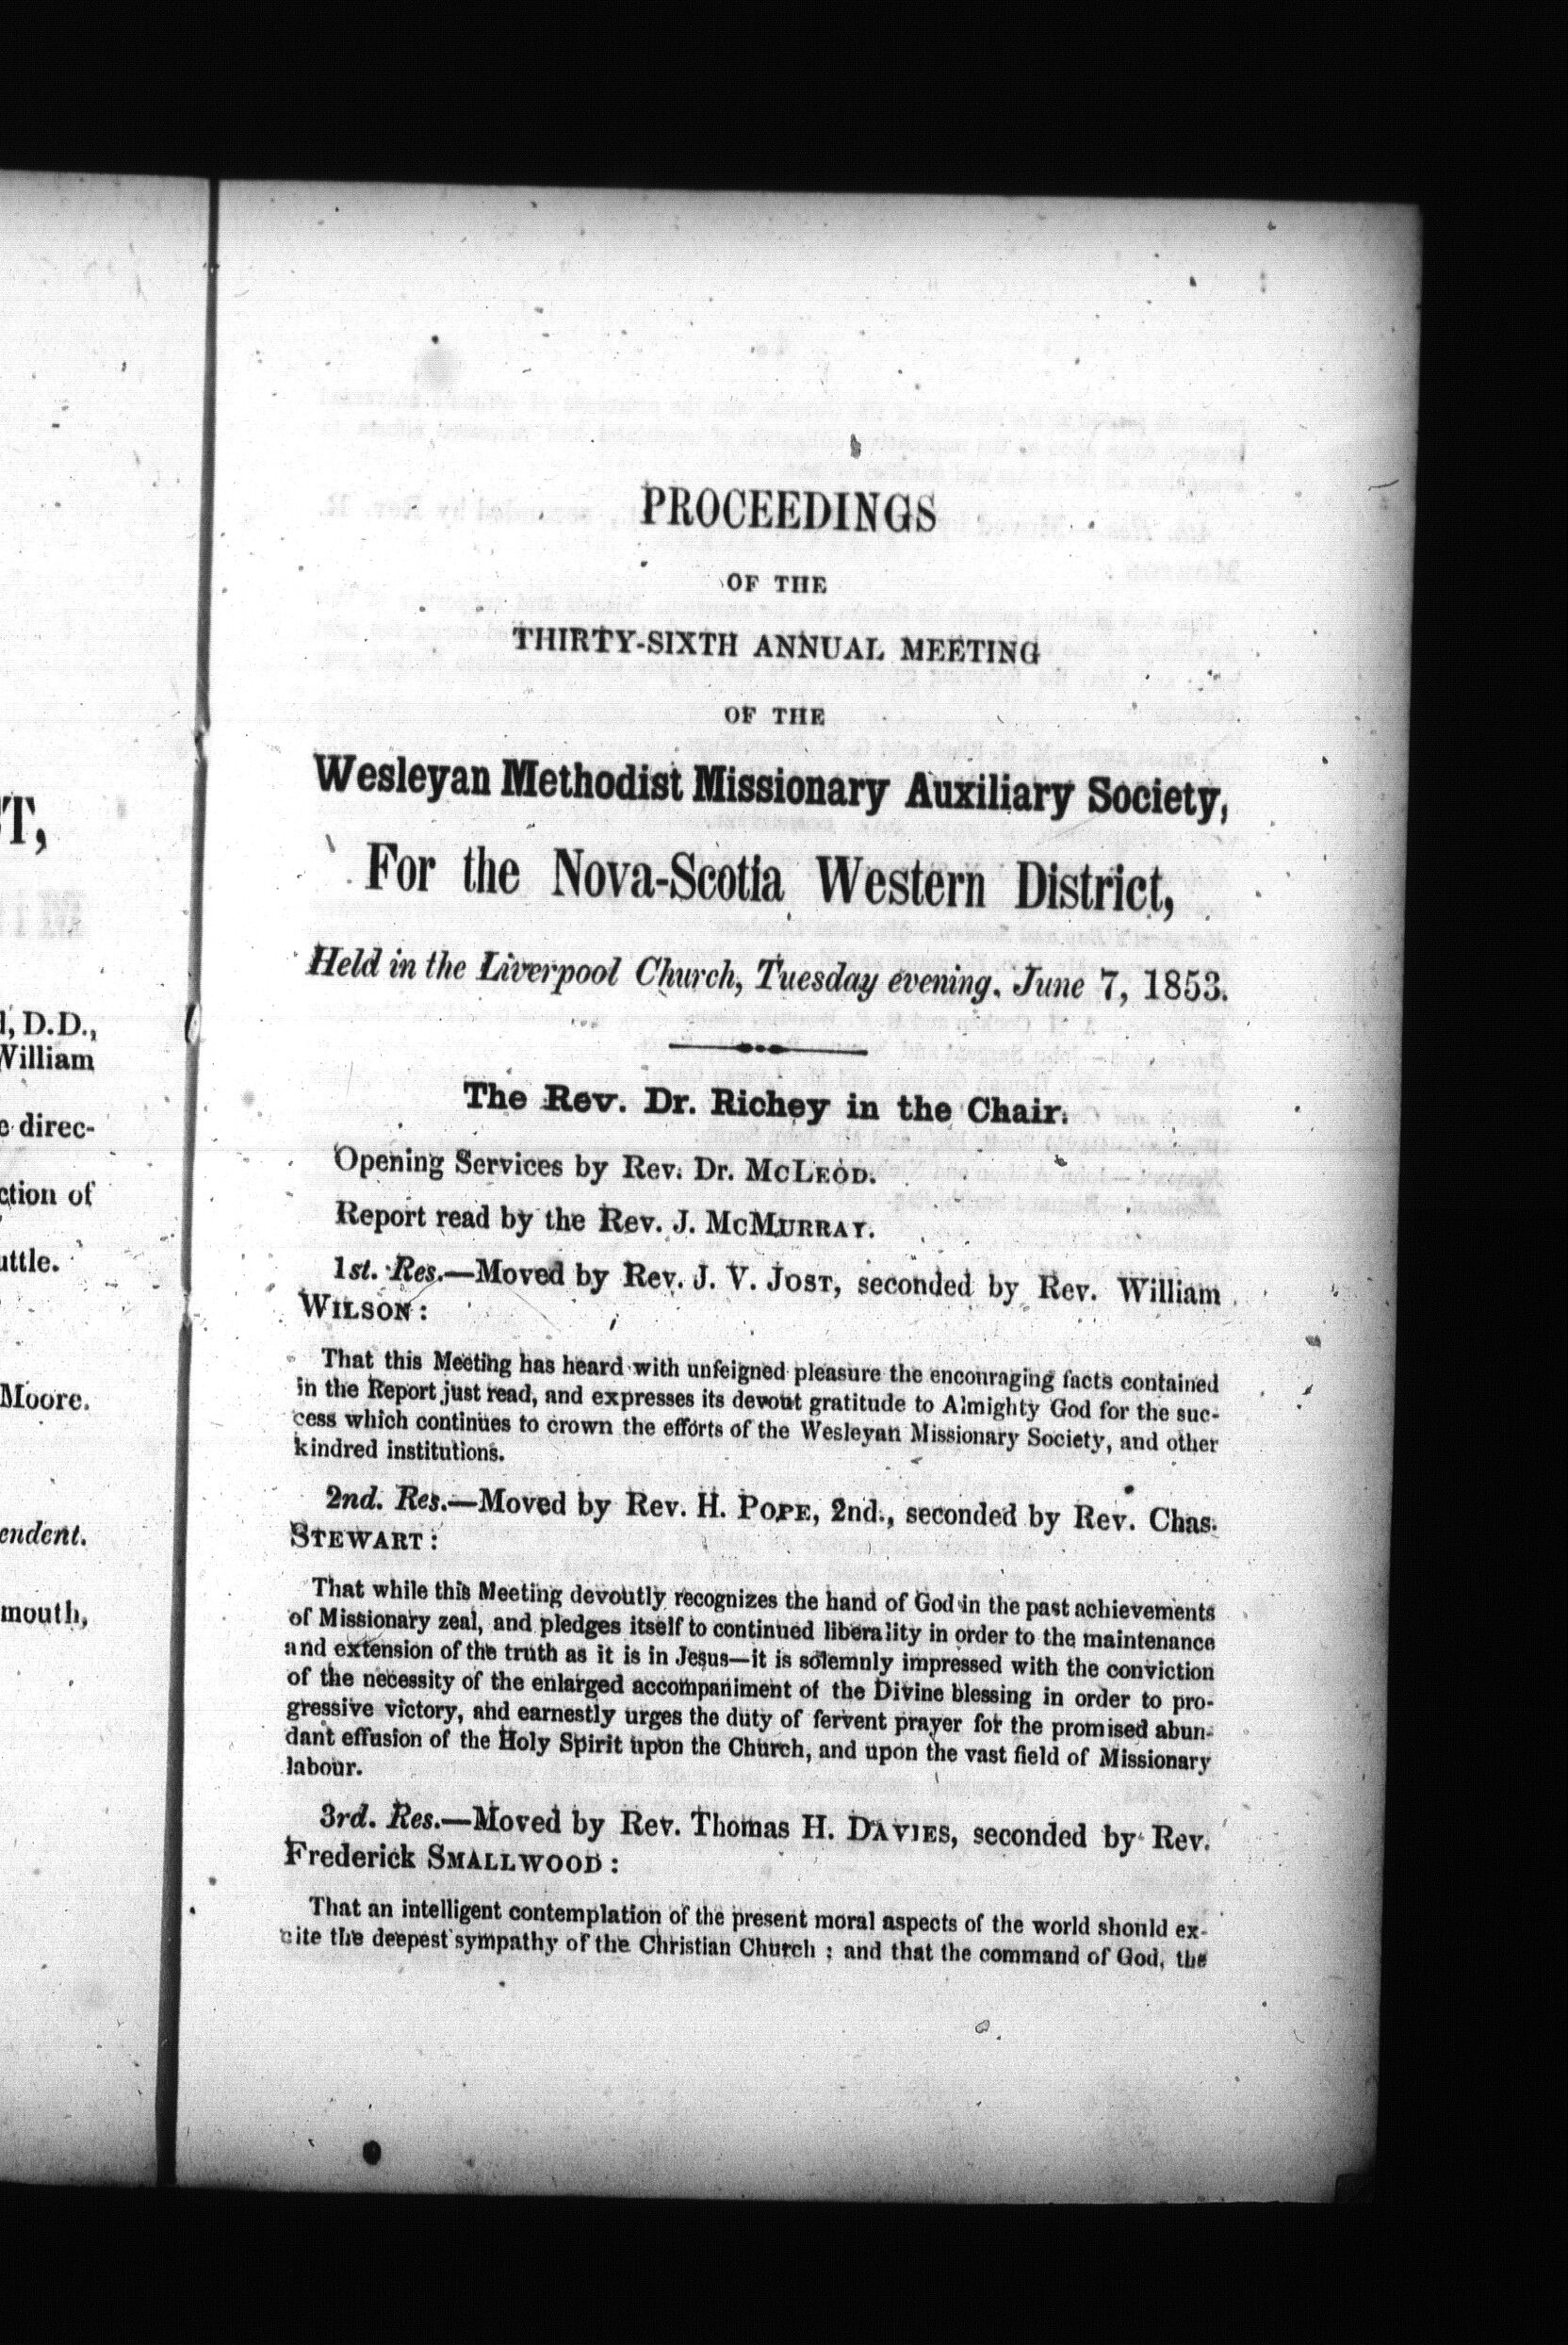 T,
D.D.,
William
direc-
ction of
uttle.
Moore.
endent.
mouth,
PROCEEDINGS
OF THE
THIRTY-SIXTH ANNUAL MEETING
OF THE
Wesleyan Methodist Missionary Auxiliary Society,
For the Nova-Scotia Western District,
Held in the Liverpool Church, Tuesday evening, June 7, 1853.
The Rev. Dr. Richey in the Chair.
Opening Services by Rev. Dr. McLEOD.
Report read by the Rev. J. McMURRAY.
1st. Res.—Moved by Rev. J. V. JOST, seconded by Rev. William
WILSON:
That this Meeting has heard with unfeigned pleasure the encouraging facts contained
in the Report just read, and expresses its devout gratitude to Almighty God for the suc-
cess which continues to crown the efforts of the Wesleyan Missionary Society, and other
kindred institutions.
2nd. Res.—Moved by Rev. H. POPE, 2nd., seconded by Rev. Chas.
STEWART:
That while this Meeting devoutly recognizes the hand of God in the past achievements
of Missionary zeal, and pledges itself to continued liberality in order to the maintenance
and extension of the truth as it is in Jesus—it is solemnly impressed with the conviction
of the necessity of the enlarged accompaniment of the Divine blessing in order to pro-
gressive victory, and earnestly urges the duty of fervent prayer for the promised abun-
dant effusion of the Holy Spirit upon the Church, and upon the vast field of Missionary
labour.
3rd. Res.—Moved by Rev. Thomas H. DAVIES, seconded by Rev.
Frederick SMALLWOOD:
That an intelligent contemplation of the present moral aspects of the world should ex-
cite the deepest sympathy of the Christian Church; and that the command of God, the